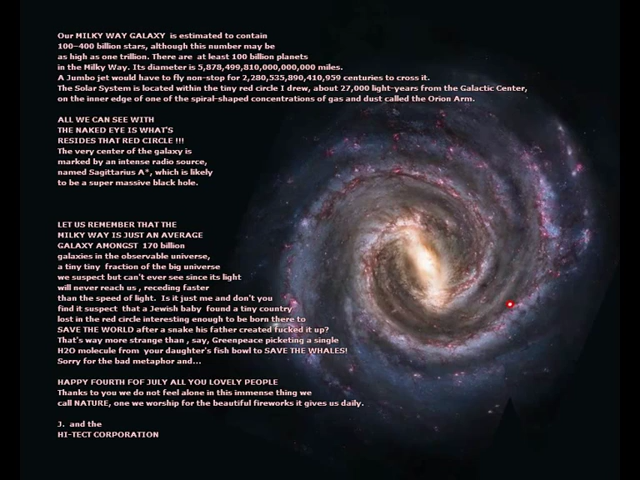 Our MILKY WAY GALAXY  is estimated to contain
100–400 billion stars, although this number may be
as high as one trillion. There are  at least 100 billion planets
in the Milky Way. Its diameter is 5,878,499,810,000,000,000 miles.
A Jumbo jet would have to fly non-stop for 2,280,535,890,410,959 centuries to cross it.
The Solar System is located within the tiny red circle I drew, about 27,000 light-years from the Galactic Center,
on the inner edge of one of the spiral-shaped concentrations of gas and dust called the Orion Arm.
ALL WE CAN SEE WITH
THE NAKED EYE IS WHAT'S
RESIDES THAT RED CIRCLE !!!
The very center of the galaxy is
marked by an intense radio source,
named Sagittarius A*, which is likely
to be a super massive black hole.
LET US REMEMBER THAT THE
MILKY WAY IS JUST AN AVERAGE
GALAXY AMONGST  170 billion
galaxies in the observable universe,
a tiny tiny  fraction of the big universe
we suspect but can't ever see since its light
will never reach us , receding faster
than the speed of light.  Is it just me and don't you
find it suspect  that a Jewish baby  found a tiny country
lost in the red circle interesting enough to be born there to
SAVE THE WORLD after a snake his father created fucked it up?
That's way more strange than , say, Greenpeace picketing a single
H2O molecule from  your daughter's fish bowl to SAVE THE WHALES!
Sorry for the bad metaphor and...
HAPPY FOURTH FOF JULY ALL YOU LOVELY PEOPLE
Thanks to you we do not feel alone in this immense thing we
call NATURE, one we worship for the beautiful fireworks it gives us daily.
J.  and the
HI-TECT CORPORATION